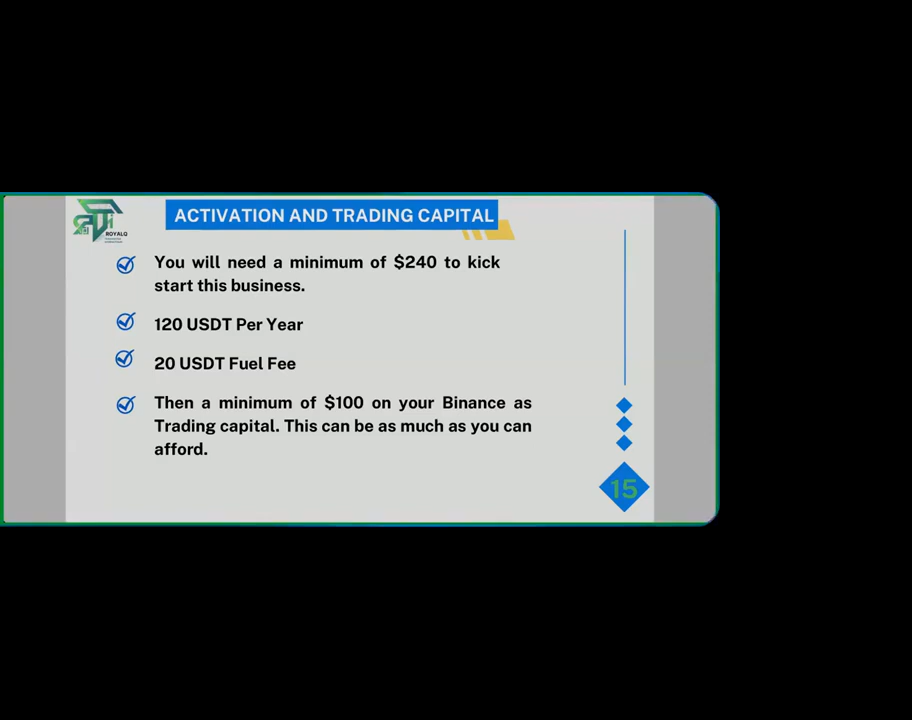 ROYALQ
ACTIVATION AND TRADING CAPITAL
You will need a minimum of $240 to kick
start this business.
120 USDT Per Year
20 USDT Fuel Fee
Then a minimum of $100 on your Binance as
Trading capital. This can be as much as you can
afford.
15